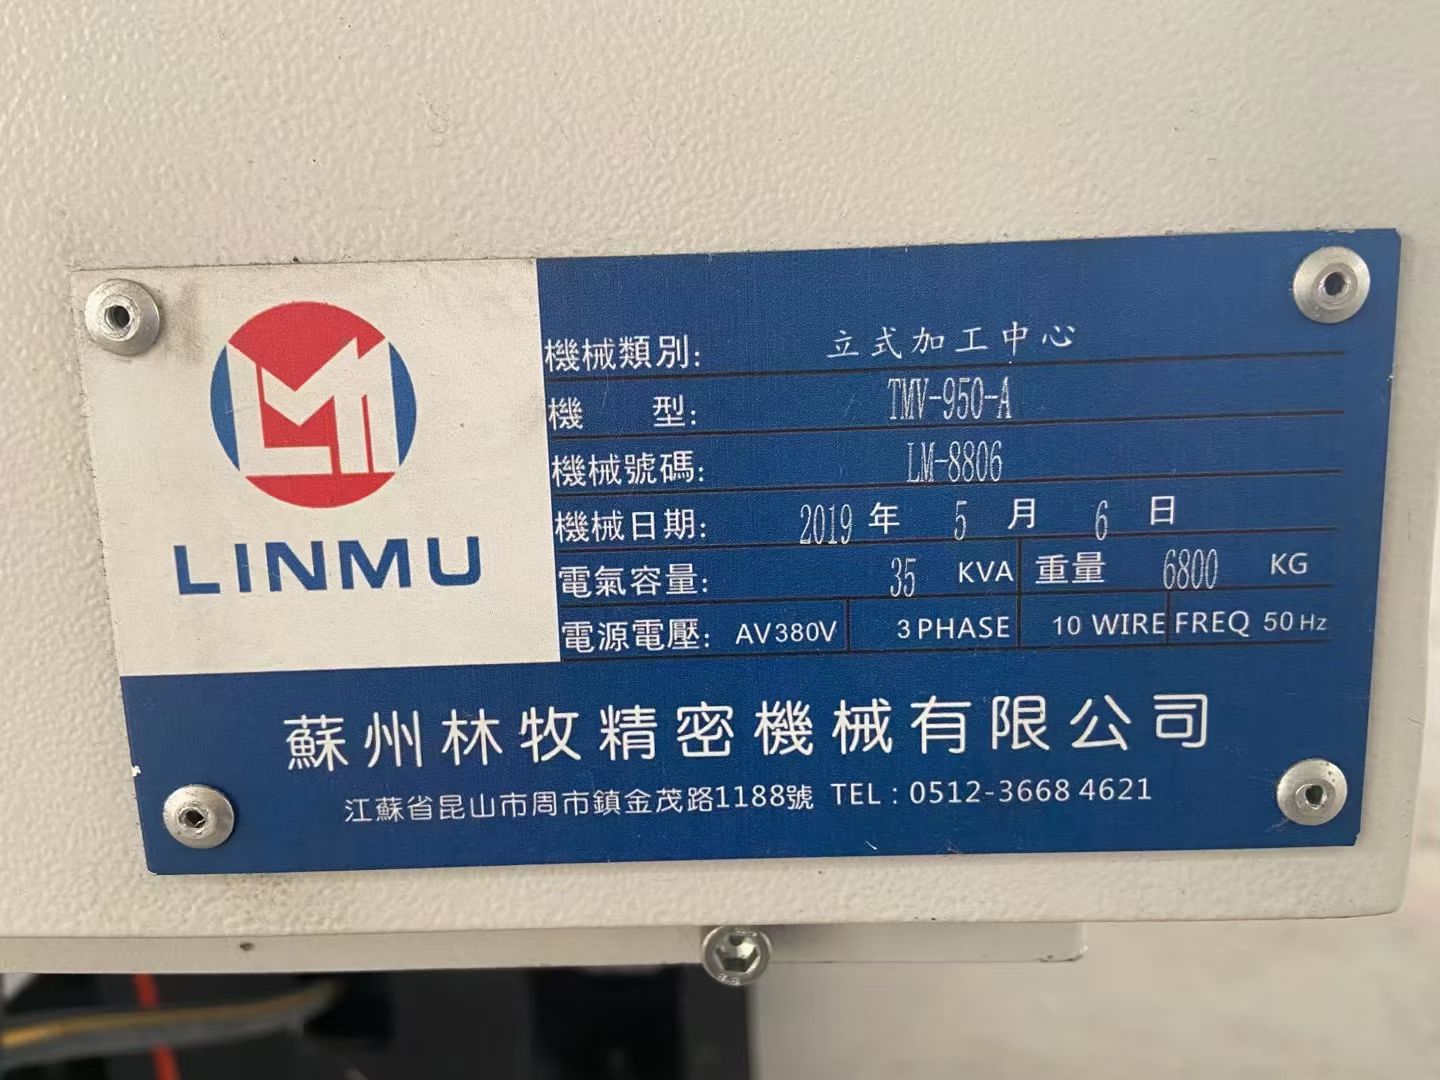 LM
LINMU
機械類別: 立式加工中心
機 型: TMV-950-A
機械號碼: LM-8806
機械日期: 2019 年 5 月 6 日
電氣容量: 35 KVA 重量 6800 KG
電源電壓: AV380V 3 PHASE 10 WIRE FREQ 50 Hz
蘇州林牧精密機械有限公司
江蘇省昆山市周市鎮金茂路1188號 TEL : 0512-3668 4621